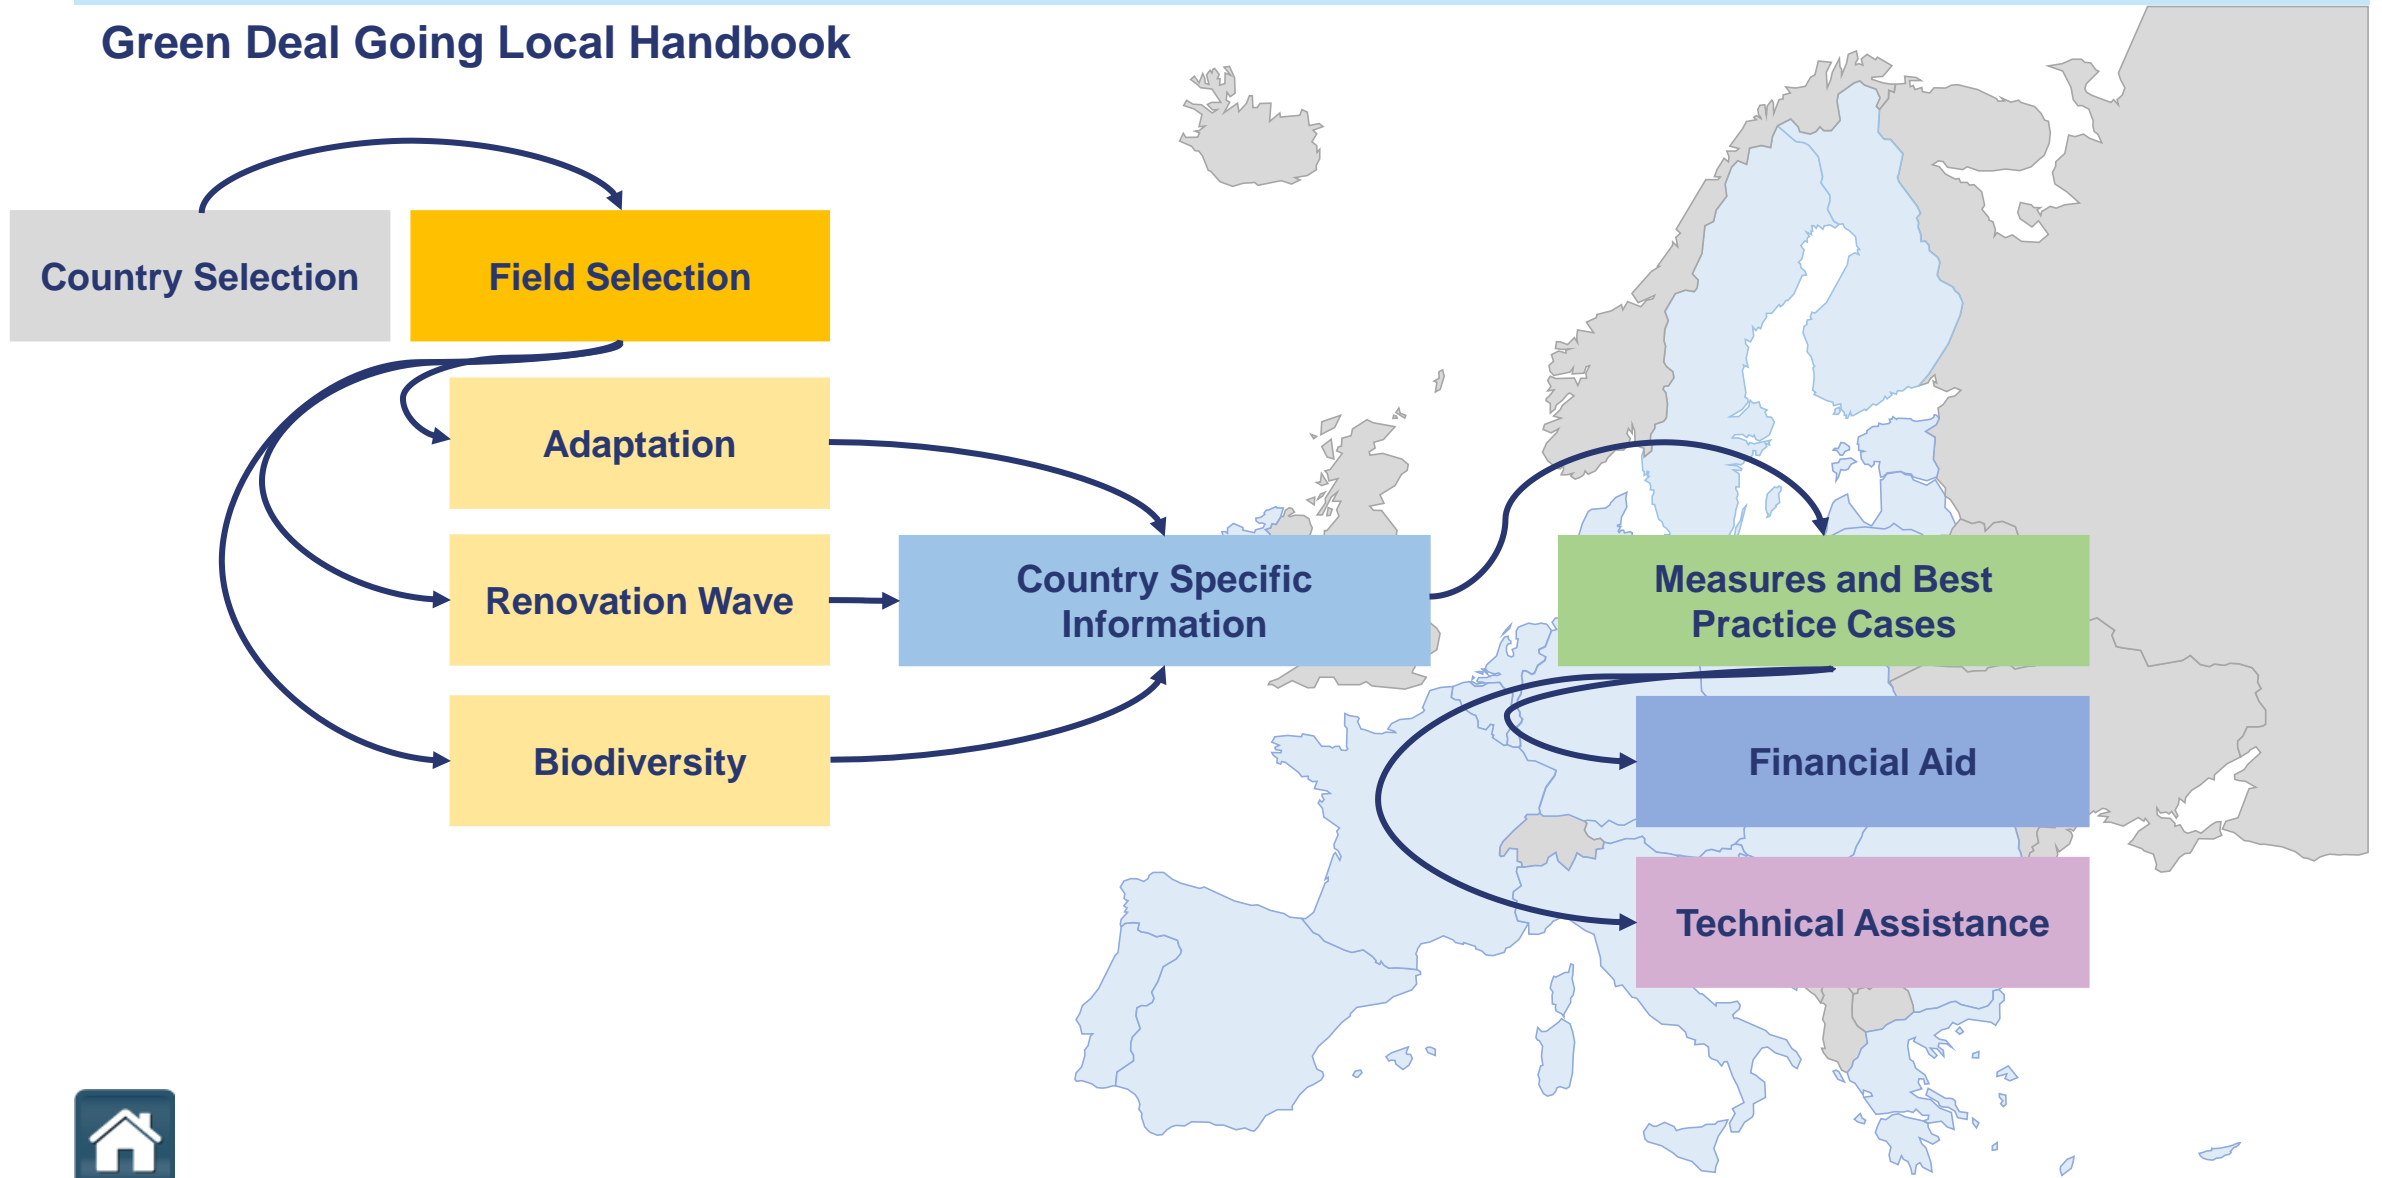 Green Deal Going Local Handbook
Country Selection
Field Selection
Adaptation
Renovation Wave
Biodiversity
Country Specific
Information
Measures and Best
Practice Cases
Financial Aid
Technical Assistance